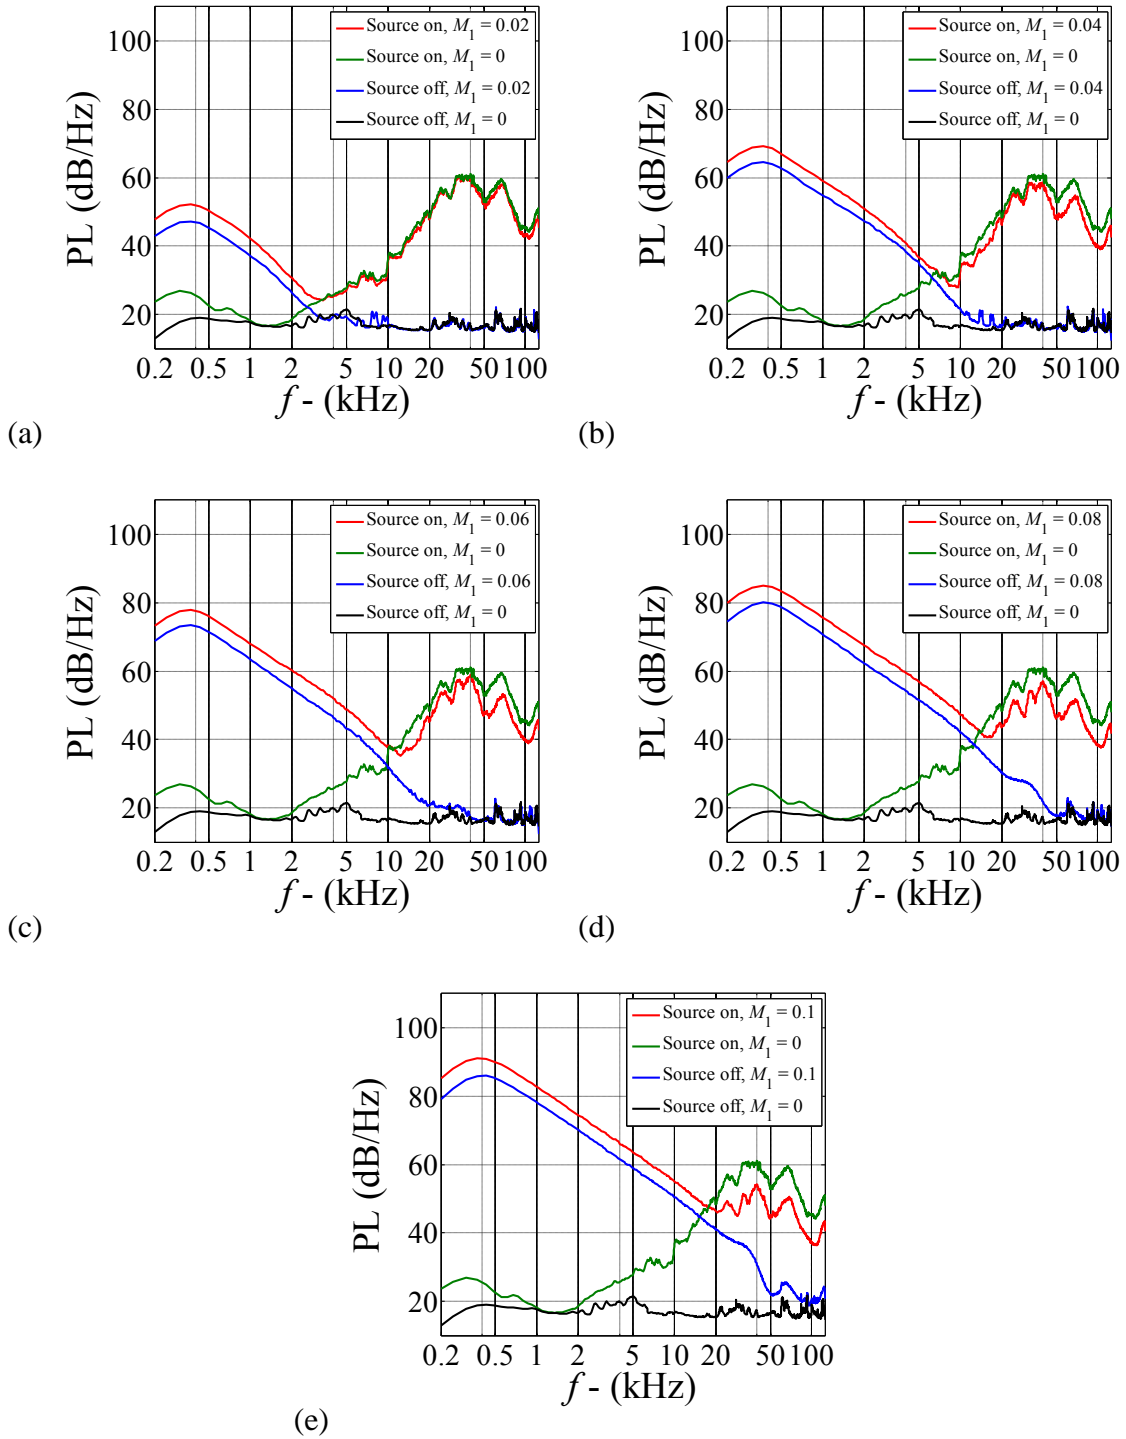 Source on, M1 = 0.02
Source on, M1 = 0
Source off, M1 = 0.02
Source off, M1 = 0
100
80
60
40
20
PL (dB/Hz)
0.2 0.5 1 2 5 10 20 50 100
f - (kHz)
(a)
Source on, M1 = 0.04
Source on, M1 = 0
Source off, M1 = 0.04
Source off, M1 = 0
100
80
60
40
20
PL (dB/Hz)
0.2 0.5 1 2 5 10 20 50 100
f - (kHz)
(b)
Source on, M1 = 0.06
Source on, M1 = 0
Source off, M1 = 0.06
Source off, M1 = 0
100
80
60
40
20
PL (dB/Hz)
0.2 0.5 1 2 5 10 20 50 100
f - (kHz)
(c)
Source on, M1 = 0.08
Source on, M1 = 0
Source off, M1 = 0.08
Source off, M1 = 0
100
80
60
40
20
PL (dB/Hz)
0.2 0.5 1 2 5 10 20 50 100
f - (kHz)
(d)
Source on, M1 = 0.1
Source on, M1 = 0
Source off, M1 = 0.1
Source off, M1 = 0
100
80
60
40
20
PL (dB/Hz)
0.2 0.5 1 2 5 10 20 50 100
f - (kHz)
(e)